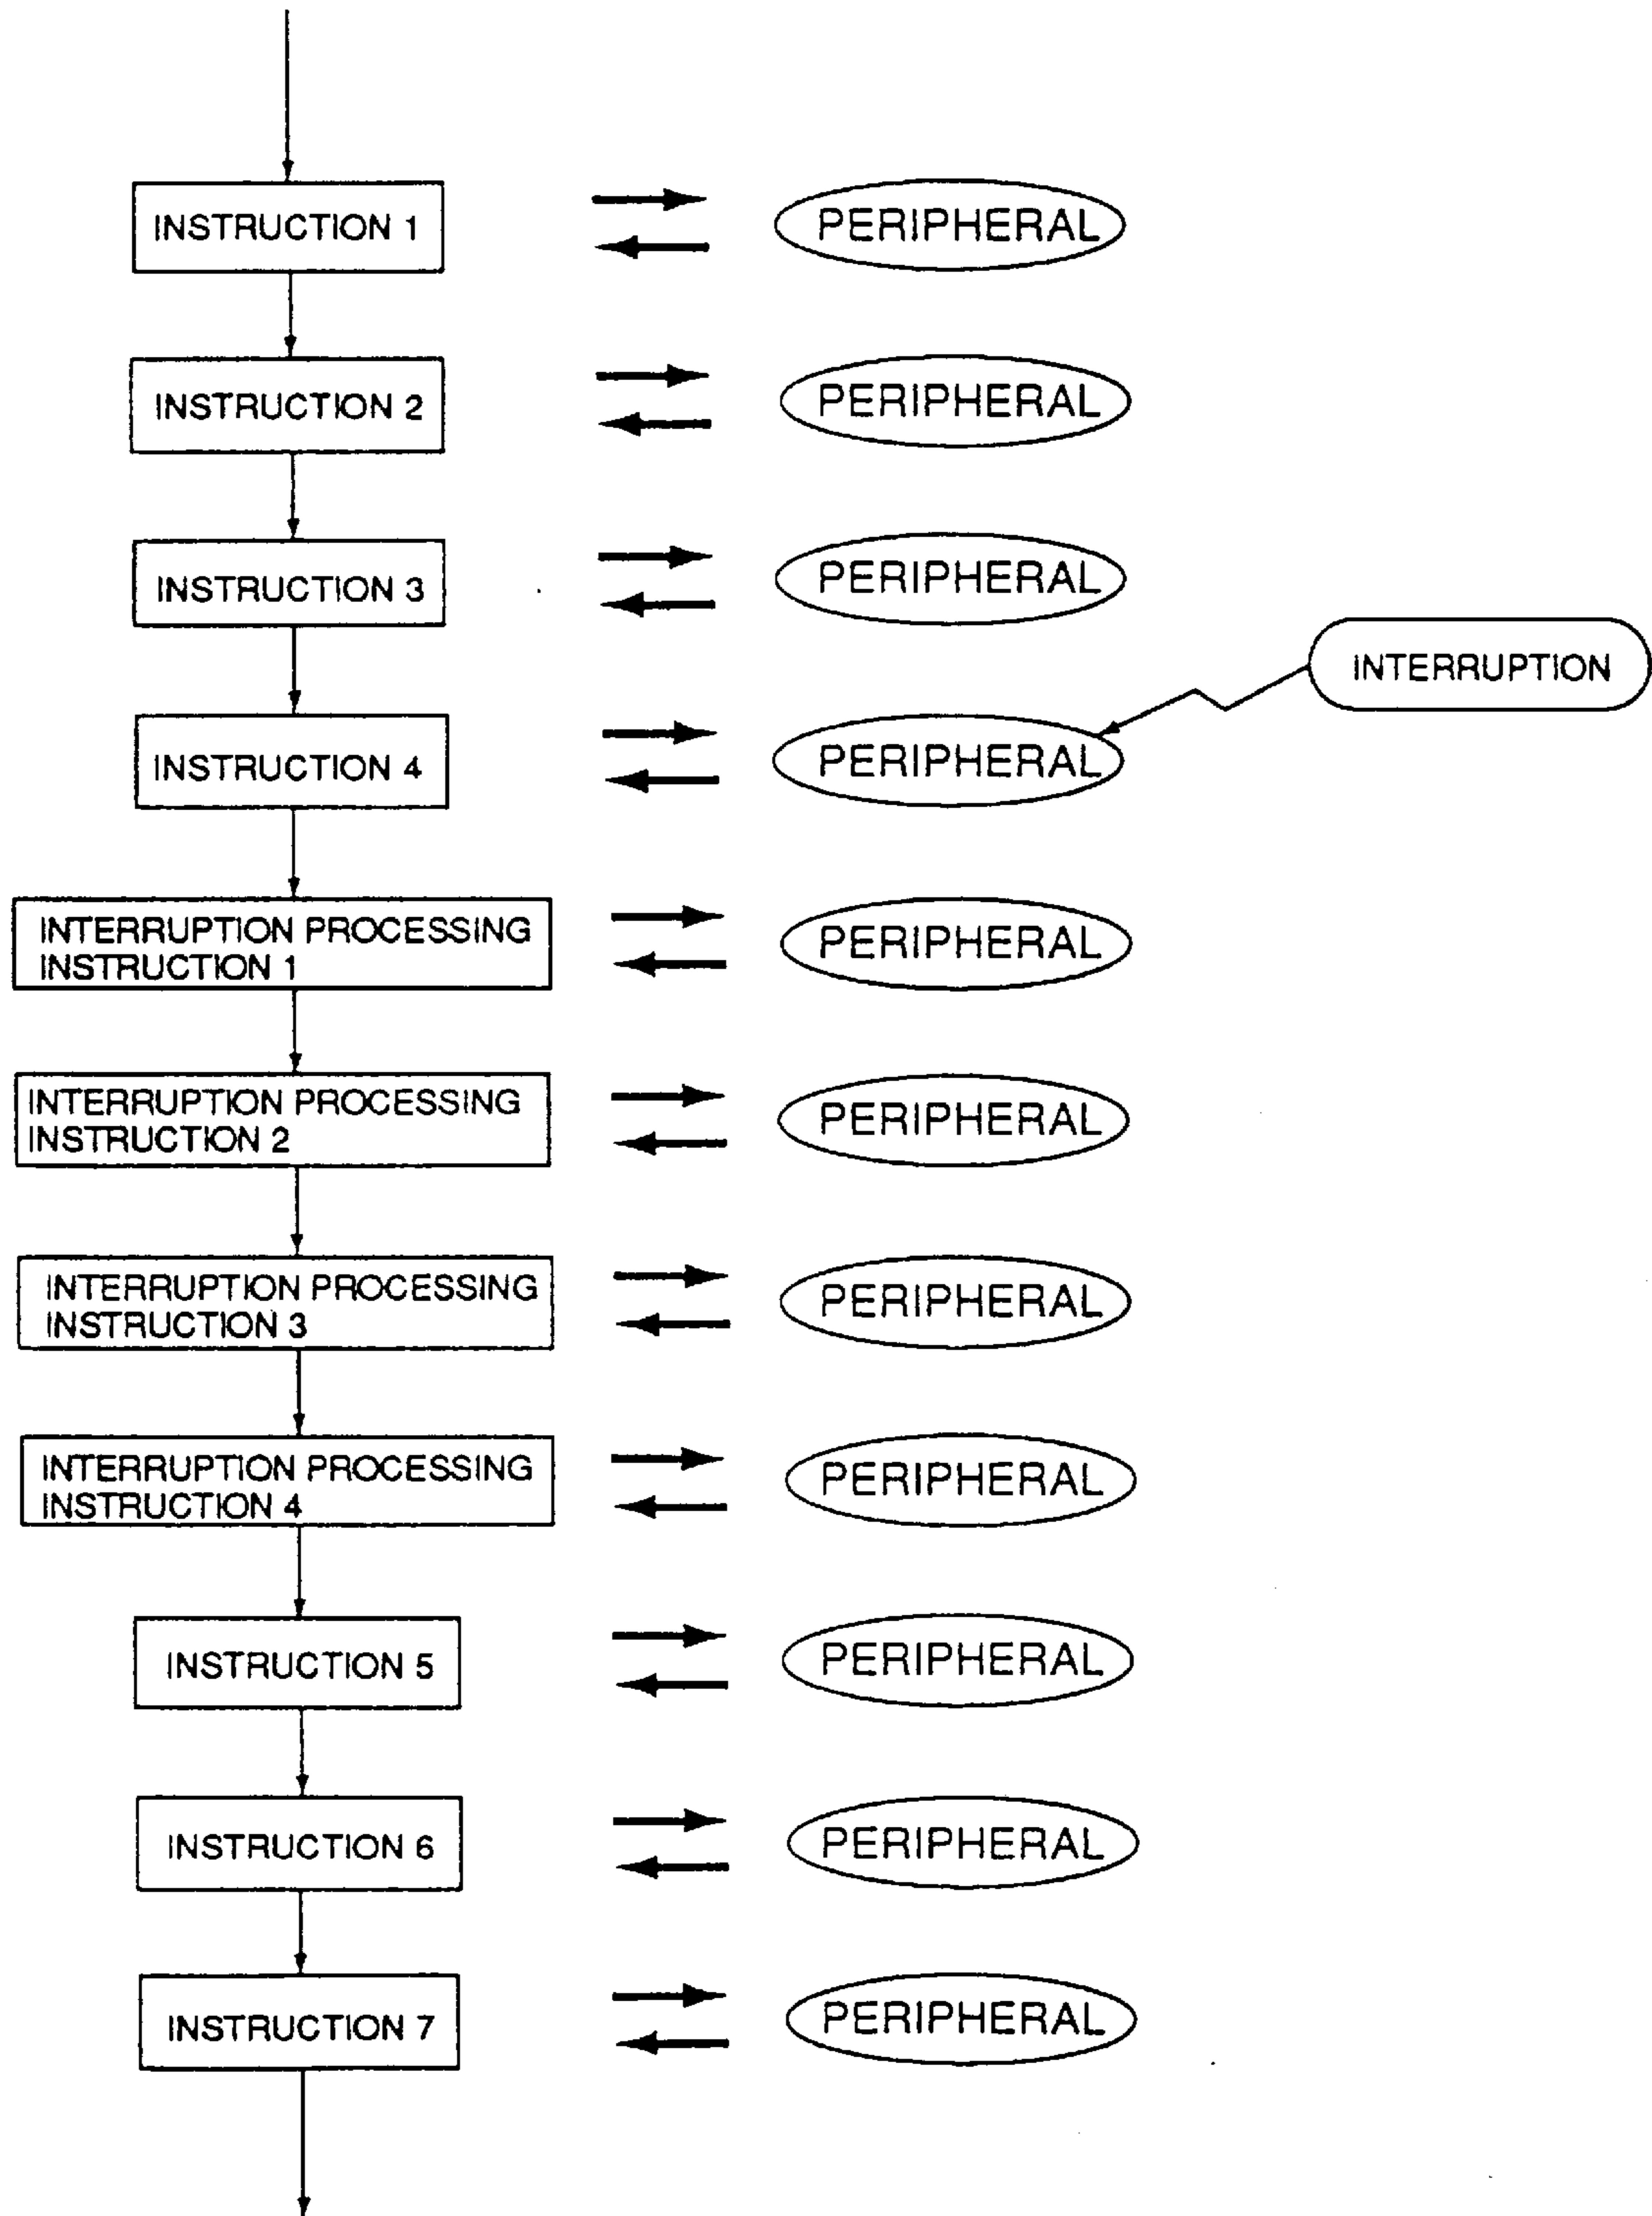 INSTRUCTION 1
PERIPHERAL
INSTRUCTION 2
PERIPHERAL
INSTRUCTION 3
PERIPHERAL
INTERRUPTION
INSTRUCTION 4
PERIPHERAL
INTERRUPTION PROCESSING
INSTRUCTION 1
PERIPHERAL
INTERRUPTION PROCESSING
INSTRUCTION 2
PERIPHERAL
INTERRUPTION PROCESSING
INSTRUCTION 3
PERIPHERAL
INTERRUPTION PROCESSING
INSTRUCTION 4
PERIPHERAL
INSTRUCTION 5
PERIPHERAL
INSTRUCTION 6
PERIPHERAL
INSTRUCTION 7
PERIPHERAL